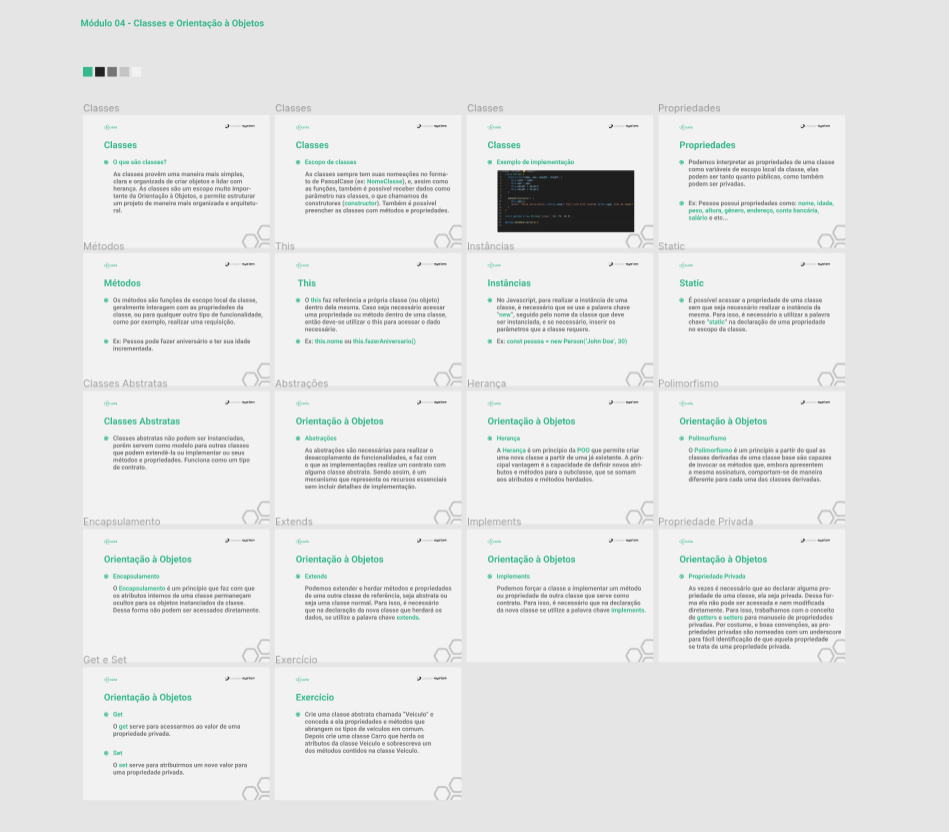 Módulo 04 - Classes e Orientação à Objetos
Classes
Classes
O que são classes?
As classes provêm uma maneira mais simples,
clara e organizada de criar objetos e lidar com
herança. As classes são um escopo muito impor-
tante da Orientação à Objetos, e permite estruturar
um projeto de maneira mais organizada e arquitetu-
ral.
Classes
Classes
Escopo de classes
As classes sempre tem suas nomeações no forma-
to de PascalCase (ex: NomeClasse), e, assim como
as funções, também é possível receber dados como
parâmetro nas classes, o que chamamos de
construtores (constructor). Também é possível
preencher as classes com métodos e propriedades.
Classes
Classes
Exemplo de implementação
Propriedades
Propriedades
Podemos interpretar as propriedades de uma classe
como variáveis de escopo local da classe, elas
podem ser tanto quanto públicas, como também
podem ser privadas.
Ex: Pessoa possui propriedades como: nome, idade,
peso, altura, gênero, endereço, conta bancária,
salário e etc...
Métodos
Métodos
Os métodos são funções de escopo local da classe,
geralmente interagem com as propriedades da
classe, ou para qualquer outro tipo de funcionalidade,
como por exemplo, realizar uma requisição.
Ex: Pessoa pode fazer aniversário e ter sua idade
incrementada.
This
This
O this faz referência a própria classe (ou objeto)
dentro dela mesma. Caso seja necessário acessar
uma propriedade ou método dentro de uma classe,
então deve-se utilizar o this para acessar o dado
necessário.
Ex: this.nome ou this.fazerAniversario()
Instâncias
Instâncias
No Javascript, para realizar a instância de uma
classe, é necessário que se use a palavra chave
"new", seguido pelo nome da classe que deve
ser instanciada, e se necessário, inserir os
parâmetros que a classe requere.
Ex: const pessoa = new Person('John Doe', 30)
Static
Static
É possível acessar a propriedade de uma classe
sem que seja necessário realizar a instância da
mesma. Para isso, é necessário a utilizar a palavra
chave "static" na declaração de uma propriedade
no escopo da classe.
Classes Abstratas
Classes Abstratas
Classes abstratas não podem ser instanciadas,
porém servem como modelo para outras classes
que podem extendê-la ou implementar ou seus
métodos e propriedades. Funciona como um tipo
de contrato.
Abstrações
Orientação à Objetos
Abstrações
As abstrações são necessárias para realizar o
desacoplamento de funcionalidades, e faz com
o que as implementações realize um contrato com
alguma classe abstrata. Sendo assim, é um
mecanismo que representa os recursos essenciais
sem incluir detalhes de implementação.
Herança
Orientação à Objetos
Herança
A Herança é um princípio da POO que permite criar
uma nova classe a partir de uma já existente. A prin-
cipal vantagem é a capacidade de definir novos atri-
butos e métodos para a subclasse, que se somam
aos atributos e métodos herdados.
Polimorfismo
Orientação à Objetos
Polimorfismo
O Polimorfismo é um princípio a partir do qual as
classes derivadas de uma classe base são capazes
de invocar os métodos que, embora apresentem
a mesma assinatura, comportam-se de maneira
diferente para cada uma das classes derivadas.
Encapsulamento
Orientação à Objetos
Encapsulamento
O Encapsulamento é um princípio que faz com que
os atributos internos de uma classe permaneçam
ocultos para os objetos instanciados da classe.
Dessa forma não podem ser acessados diretamente.
Extends
Orientação à Objetos
Extends
Podemos extender e herdar métodos e propriedades
de uma outra classe de referência, seja abstrata ou
seja uma classe normal. Para isso, é necessário
que na declaração da nova classe que herdará os
dados, se utilize a palavra chave extends.
Implements
Orientação à Objetos
Implements
Podemos forçar a classe a implementar um método
ou propriedade de outra classe que serve como
contrato. Para isso, é necessário que na declaração
da nova classe se utilize a palavra chave implements.
Propriedade Privada
Orientação à Objetos
Propriedade Privada
As vezes é necessário que ao declarar alguma pro-
priedade de uma classe, ela seja privada. Dessa for-
ma ela não pode ser acessada e nem modificada
diretamente. Para isso, trabalhamos com o conceito
de getters e setters para manuseio de propriedades
privadas. Por costume, e boas convenções, as pro-
priedades privadas são nomeadas com um underscore
para fácil identificação de que aquela propriedade
se trata de uma propriedade privada.
Get e Set
Orientação à Objetos
Get
O get serve para acessarmos ao valor de uma
propriedade privada.
Set
O set serve para atribuirmos um novo valor para
uma propriedade privada.
Exercício
Exercício
Crie uma classe abstrata chamada "Veículo" e
conceda a ela propriedades e métodos que
abrangem os tipos de veículos em comum.
Depois crie uma classe Carro que herda os
atributos da classe Veículo e sobrescreva um
dos métodos contidos na classe Veículo.